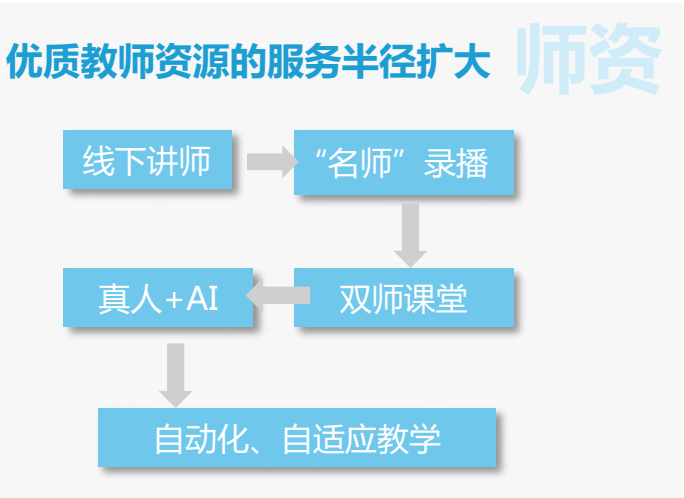 优质教师资源的服务半径扩大
师资
线下讲师
“名师”录播
双师课堂
真人+AI
自动化、自适应教学